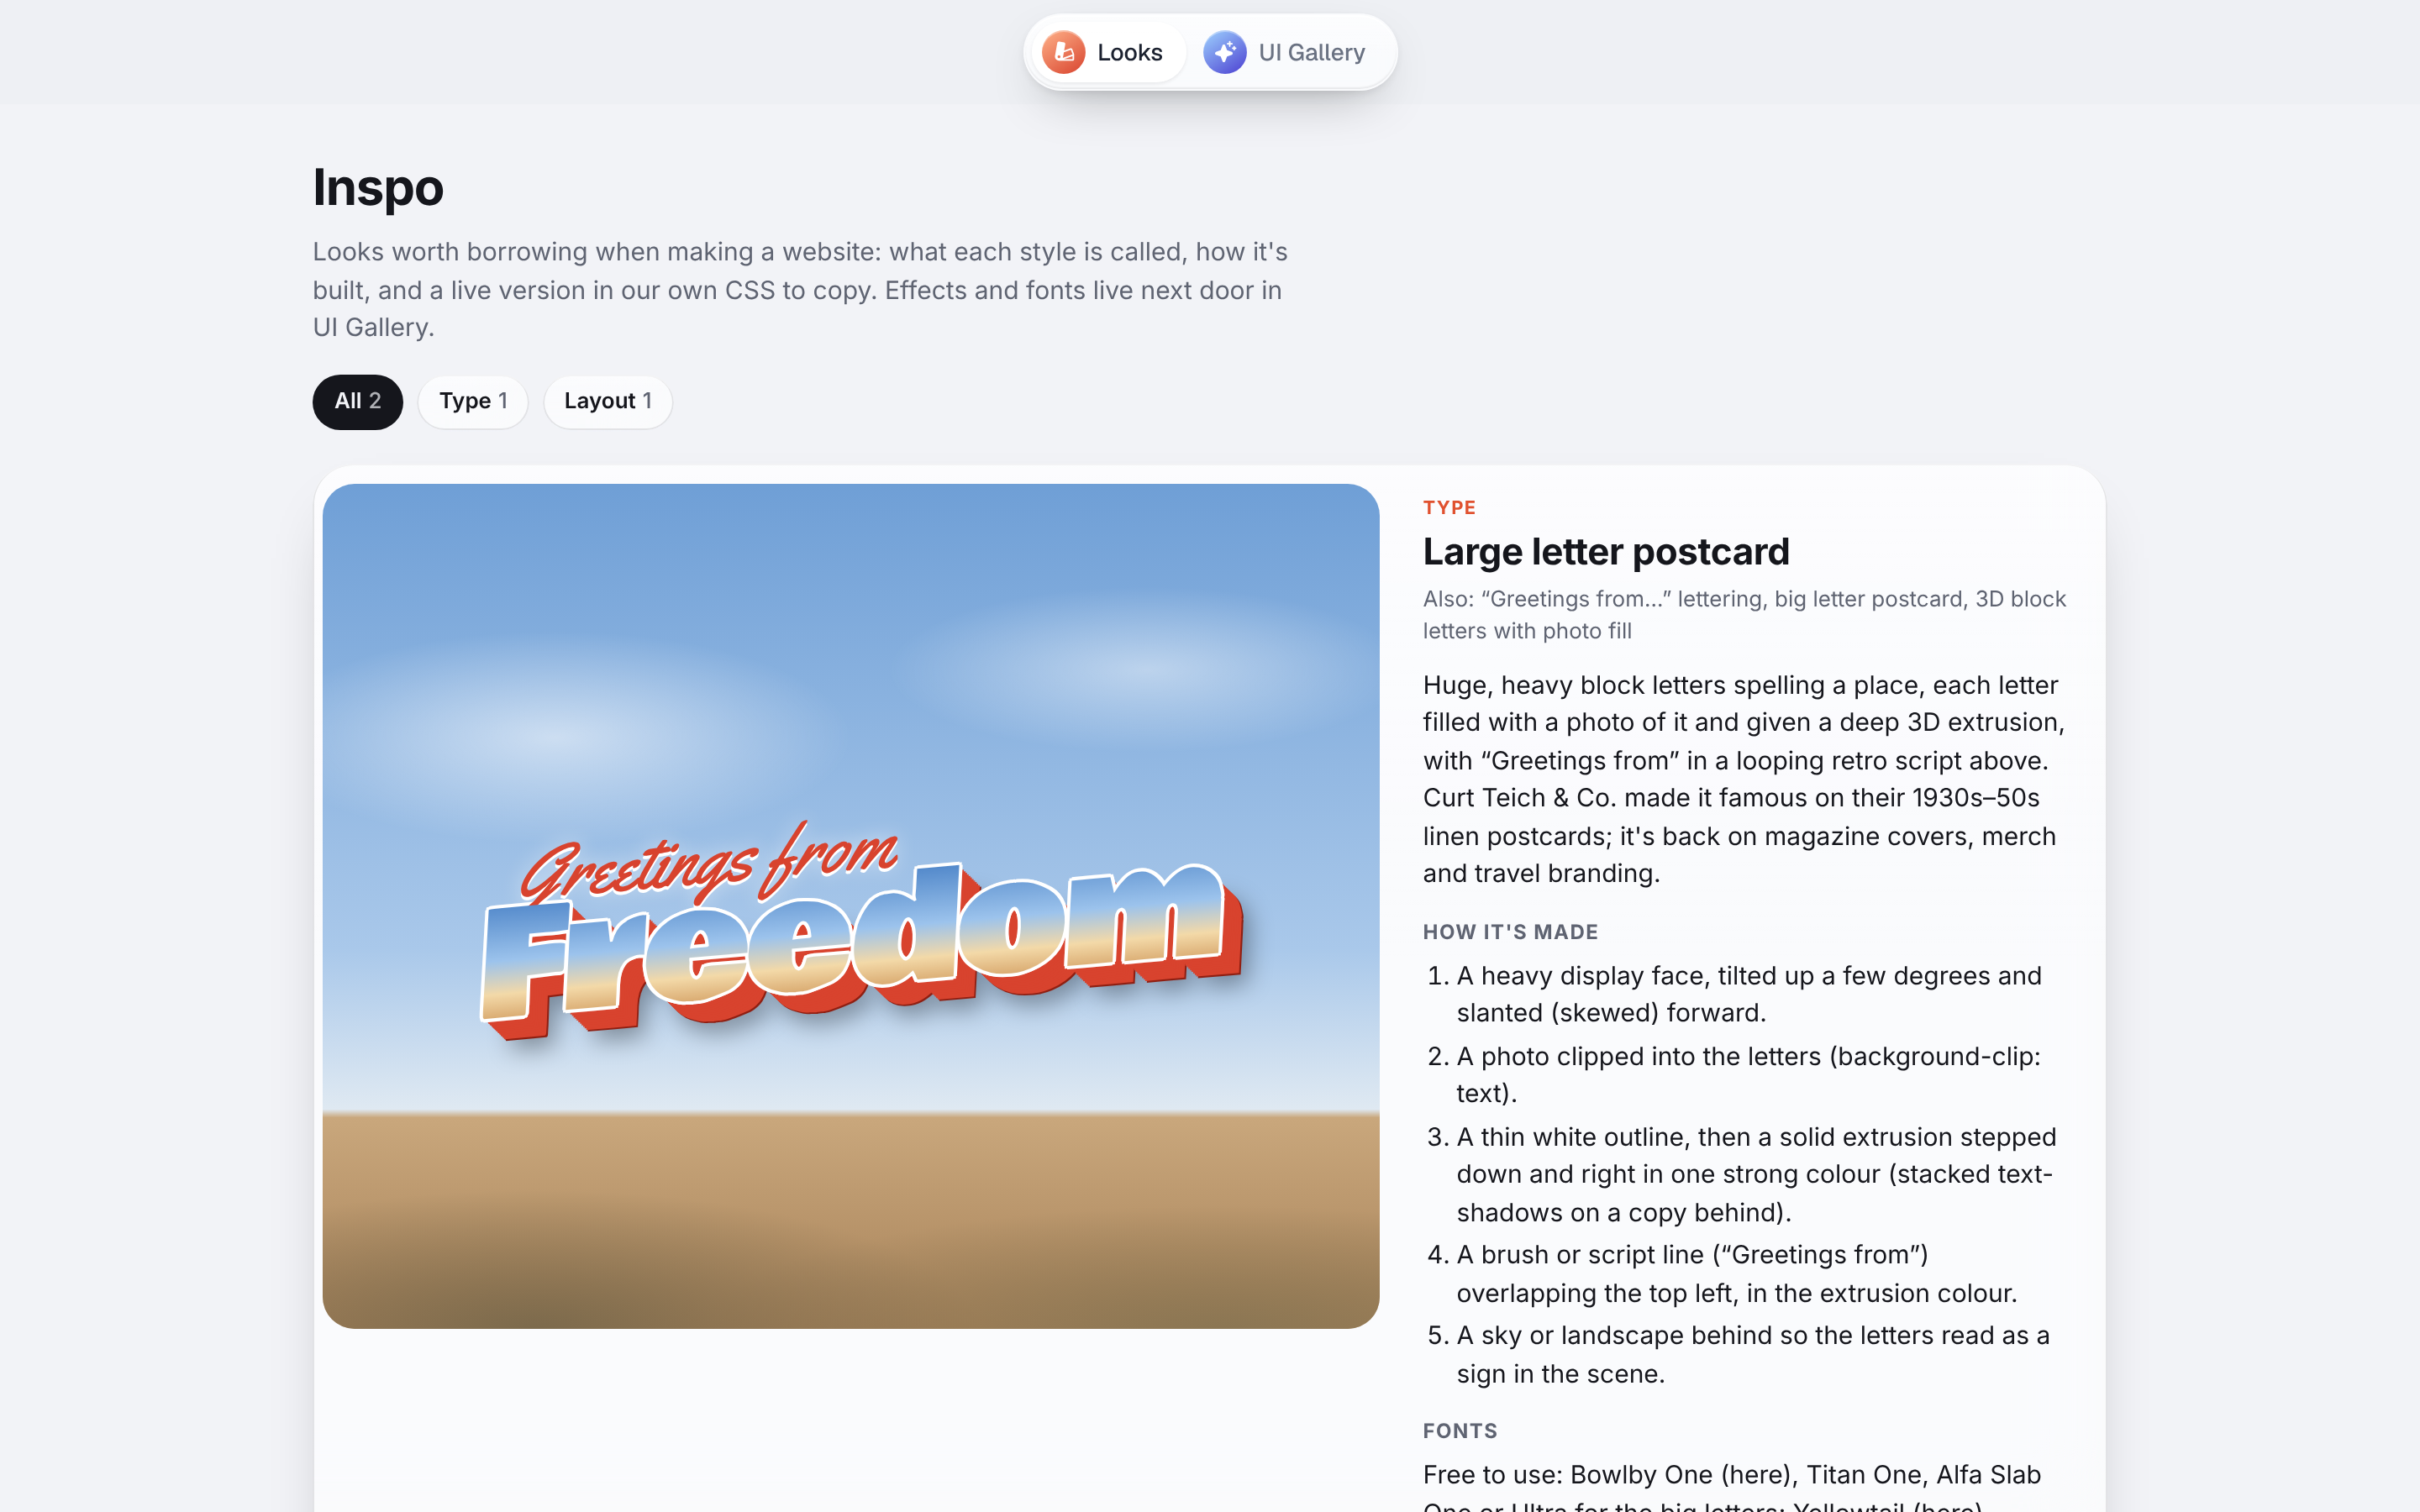 Looks
UI Gallery
Inspo
Looks worth borrowing when making a website: what each style is called, how it's
built, and a live version in our own CSS to copy. Effects and fonts live next door in
UI Gallery.
All 2
Type 1
Layout 1
Greetings from
Freedom
TYPE
Large letter postcard
Also: “Greetings from…” lettering, big letter postcard, 3D block
letters with photo fill
Huge, heavy block letters spelling a place, each letter
filled with a photo of it and given a deep 3D extrusion,
with “Greetings from” in a looping retro script above.
Curt Teich & Co. made it famous on their 1930s–50s
linen postcards; it's back on magazine covers, merch
and travel branding.
HOW IT'S MADE
1. A heavy display face, tilted up a few degrees and
slanted (skewed) forward.
2. A photo clipped into the letters (background-clip:
text).
3. A thin white outline, then a solid extrusion stepped
down and right in one strong colour (stacked text-
shadows on a copy behind).
4. A brush or script line (“Greetings from”)
overlapping the top left, in the extrusion colour.
5. A sky or landscape behind so the letters read as a
sign in the scene.
FONTS
Free to use: Bowlby One (here), Titan One, Alfa Slab
One or Ultra for the big letters; Yellowtail (here),